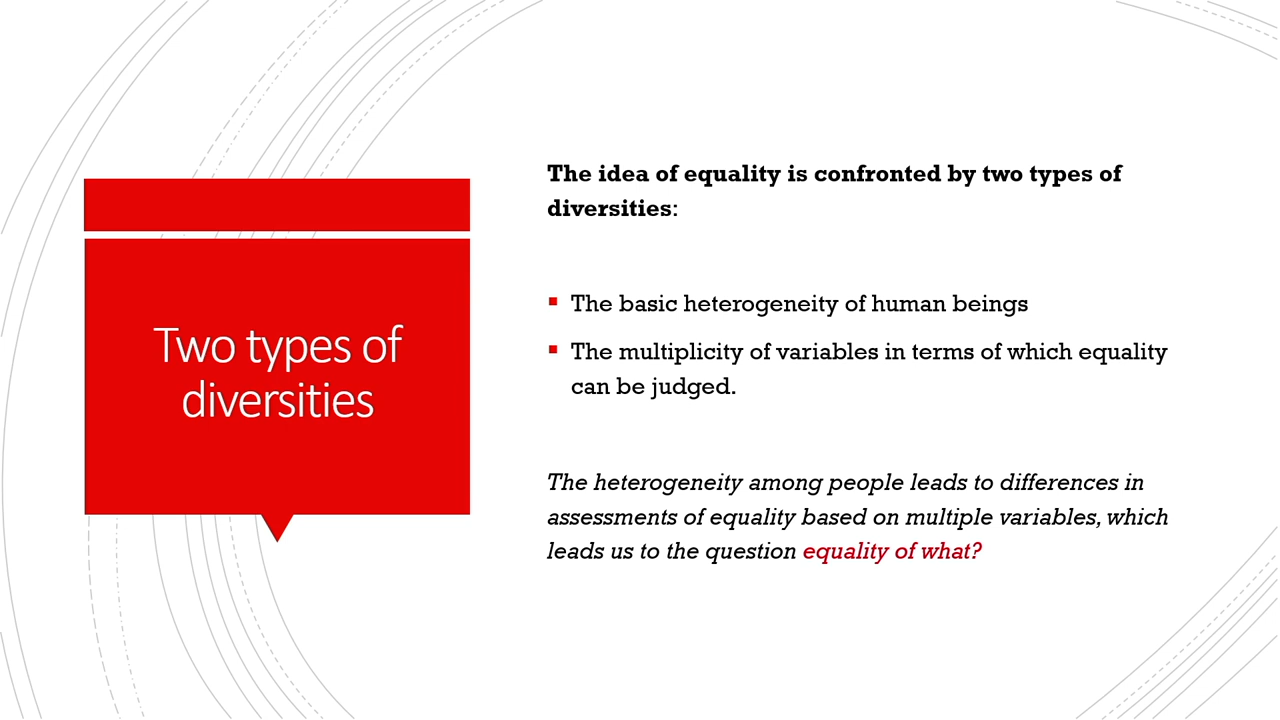 Two types of
diversities
The idea of equality is confronted by two types of
diversities:
The basic heterogeneity of human beings
The multiplicity of variables in terms of which equality
can be judged.
The heterogeneity among people leads to differences in
assessments of equality based on multiple variables, which
leads us to the question equality of what?